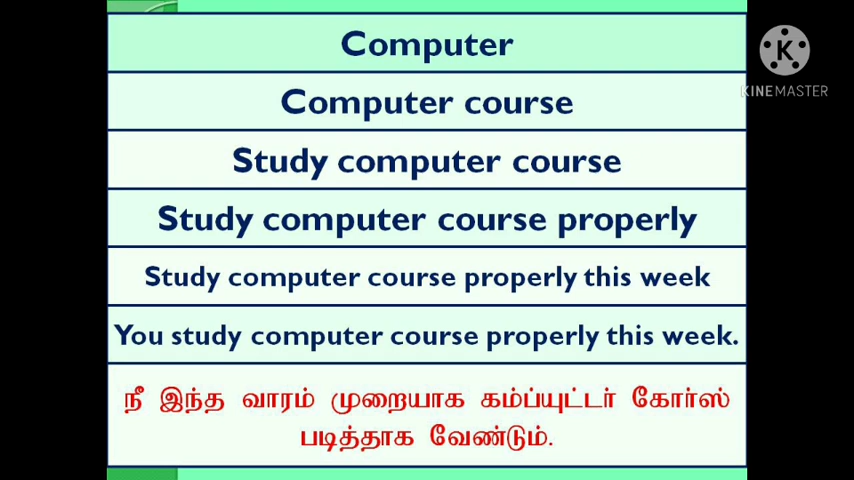 Computer
Computer course
Study computer course
Study computer course properly
Study computer course properly this week
You study computer course properly this week.
நீ இந்த வாரம் முறையாக கம்ப்யுட்டர் கோர்ஸ்
படித்தாக வேண்டும்.
K
KINEMASTER